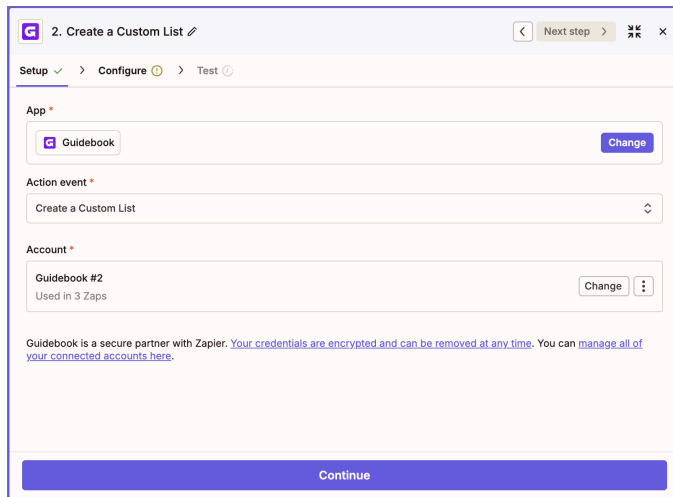 2. Create a Custom List
Next step
Setup
Configure
Test
App *
Guidebook
Change
Action event *
Create a Custom List
Account *
Guidebook #2
Used in 3 Zaps
Change
Guidebook is a secure partner with Zapier. Your credentials are encrypted and can be removed at any time. You can manage all of
your connected accounts here.
Continue